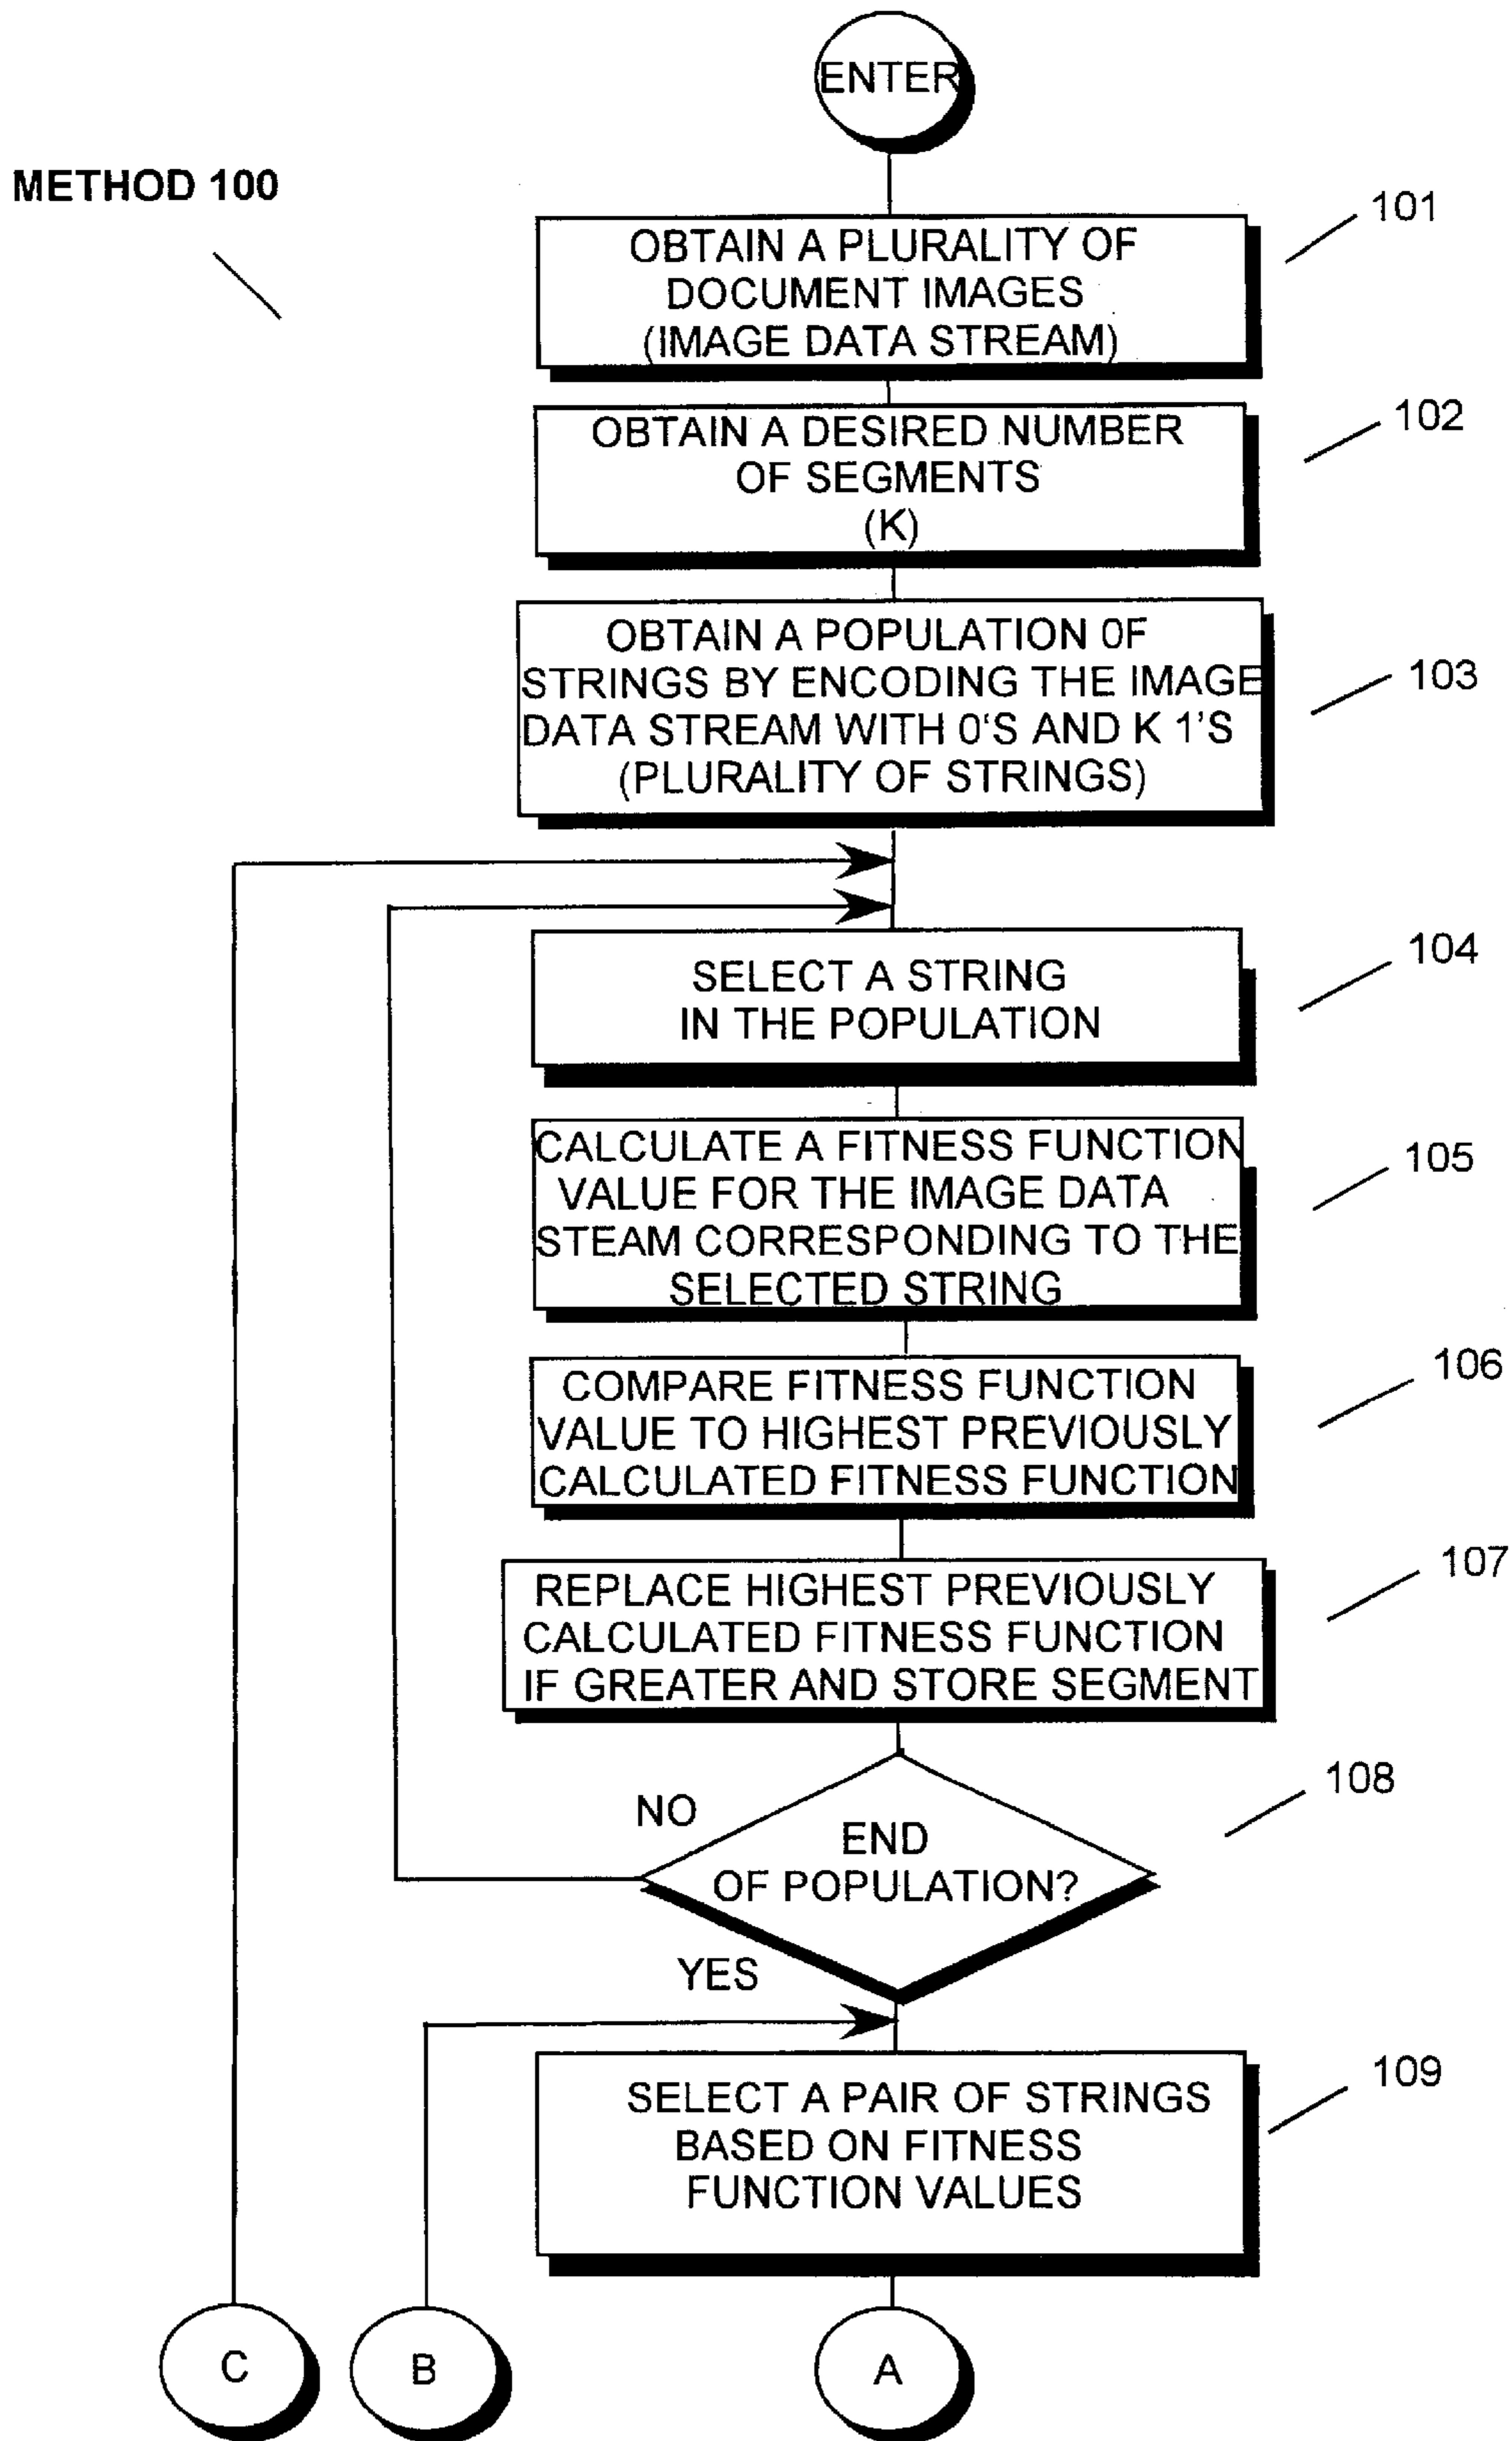 ENTER
METHOD 100
101
OBTAIN A PLURALITY OF
DOCUMENT IMAGES
(IMAGE DATA STREAM)
102
OBTAIN A DESIRED NUMBER
OF SEGMENTS
(K)
103
OBTAIN A POPULATION OF
STRINGS BY ENCODING THE IMAGE
DATA STREAM WITH 0'S AND K 1'S
(PLURALITY OF STRINGS)
104
SELECT A STRING
IN THE POPULATION
105
CALCULATE A FITNESS FUNCTION
VALUE FOR THE IMAGE DATA
STEAM CORRESPONDING TO THE
SELECTED STRING
106
COMPARE FITNESS FUNCTION
VALUE TO HIGHEST PREVIOUSLY
CALCULATED FITNESS FUNCTION
107
REPLACE HIGHEST PREVIOUSLY
CALCULATED FITNESS FUNCTION
IF GREATER AND STORE SEGMENT
108
NO
END
OF POPULATION?
YES
109
SELECT A PAIR OF STRINGS
BASED ON FITNESS
FUNCTION VALUES
C
B
A